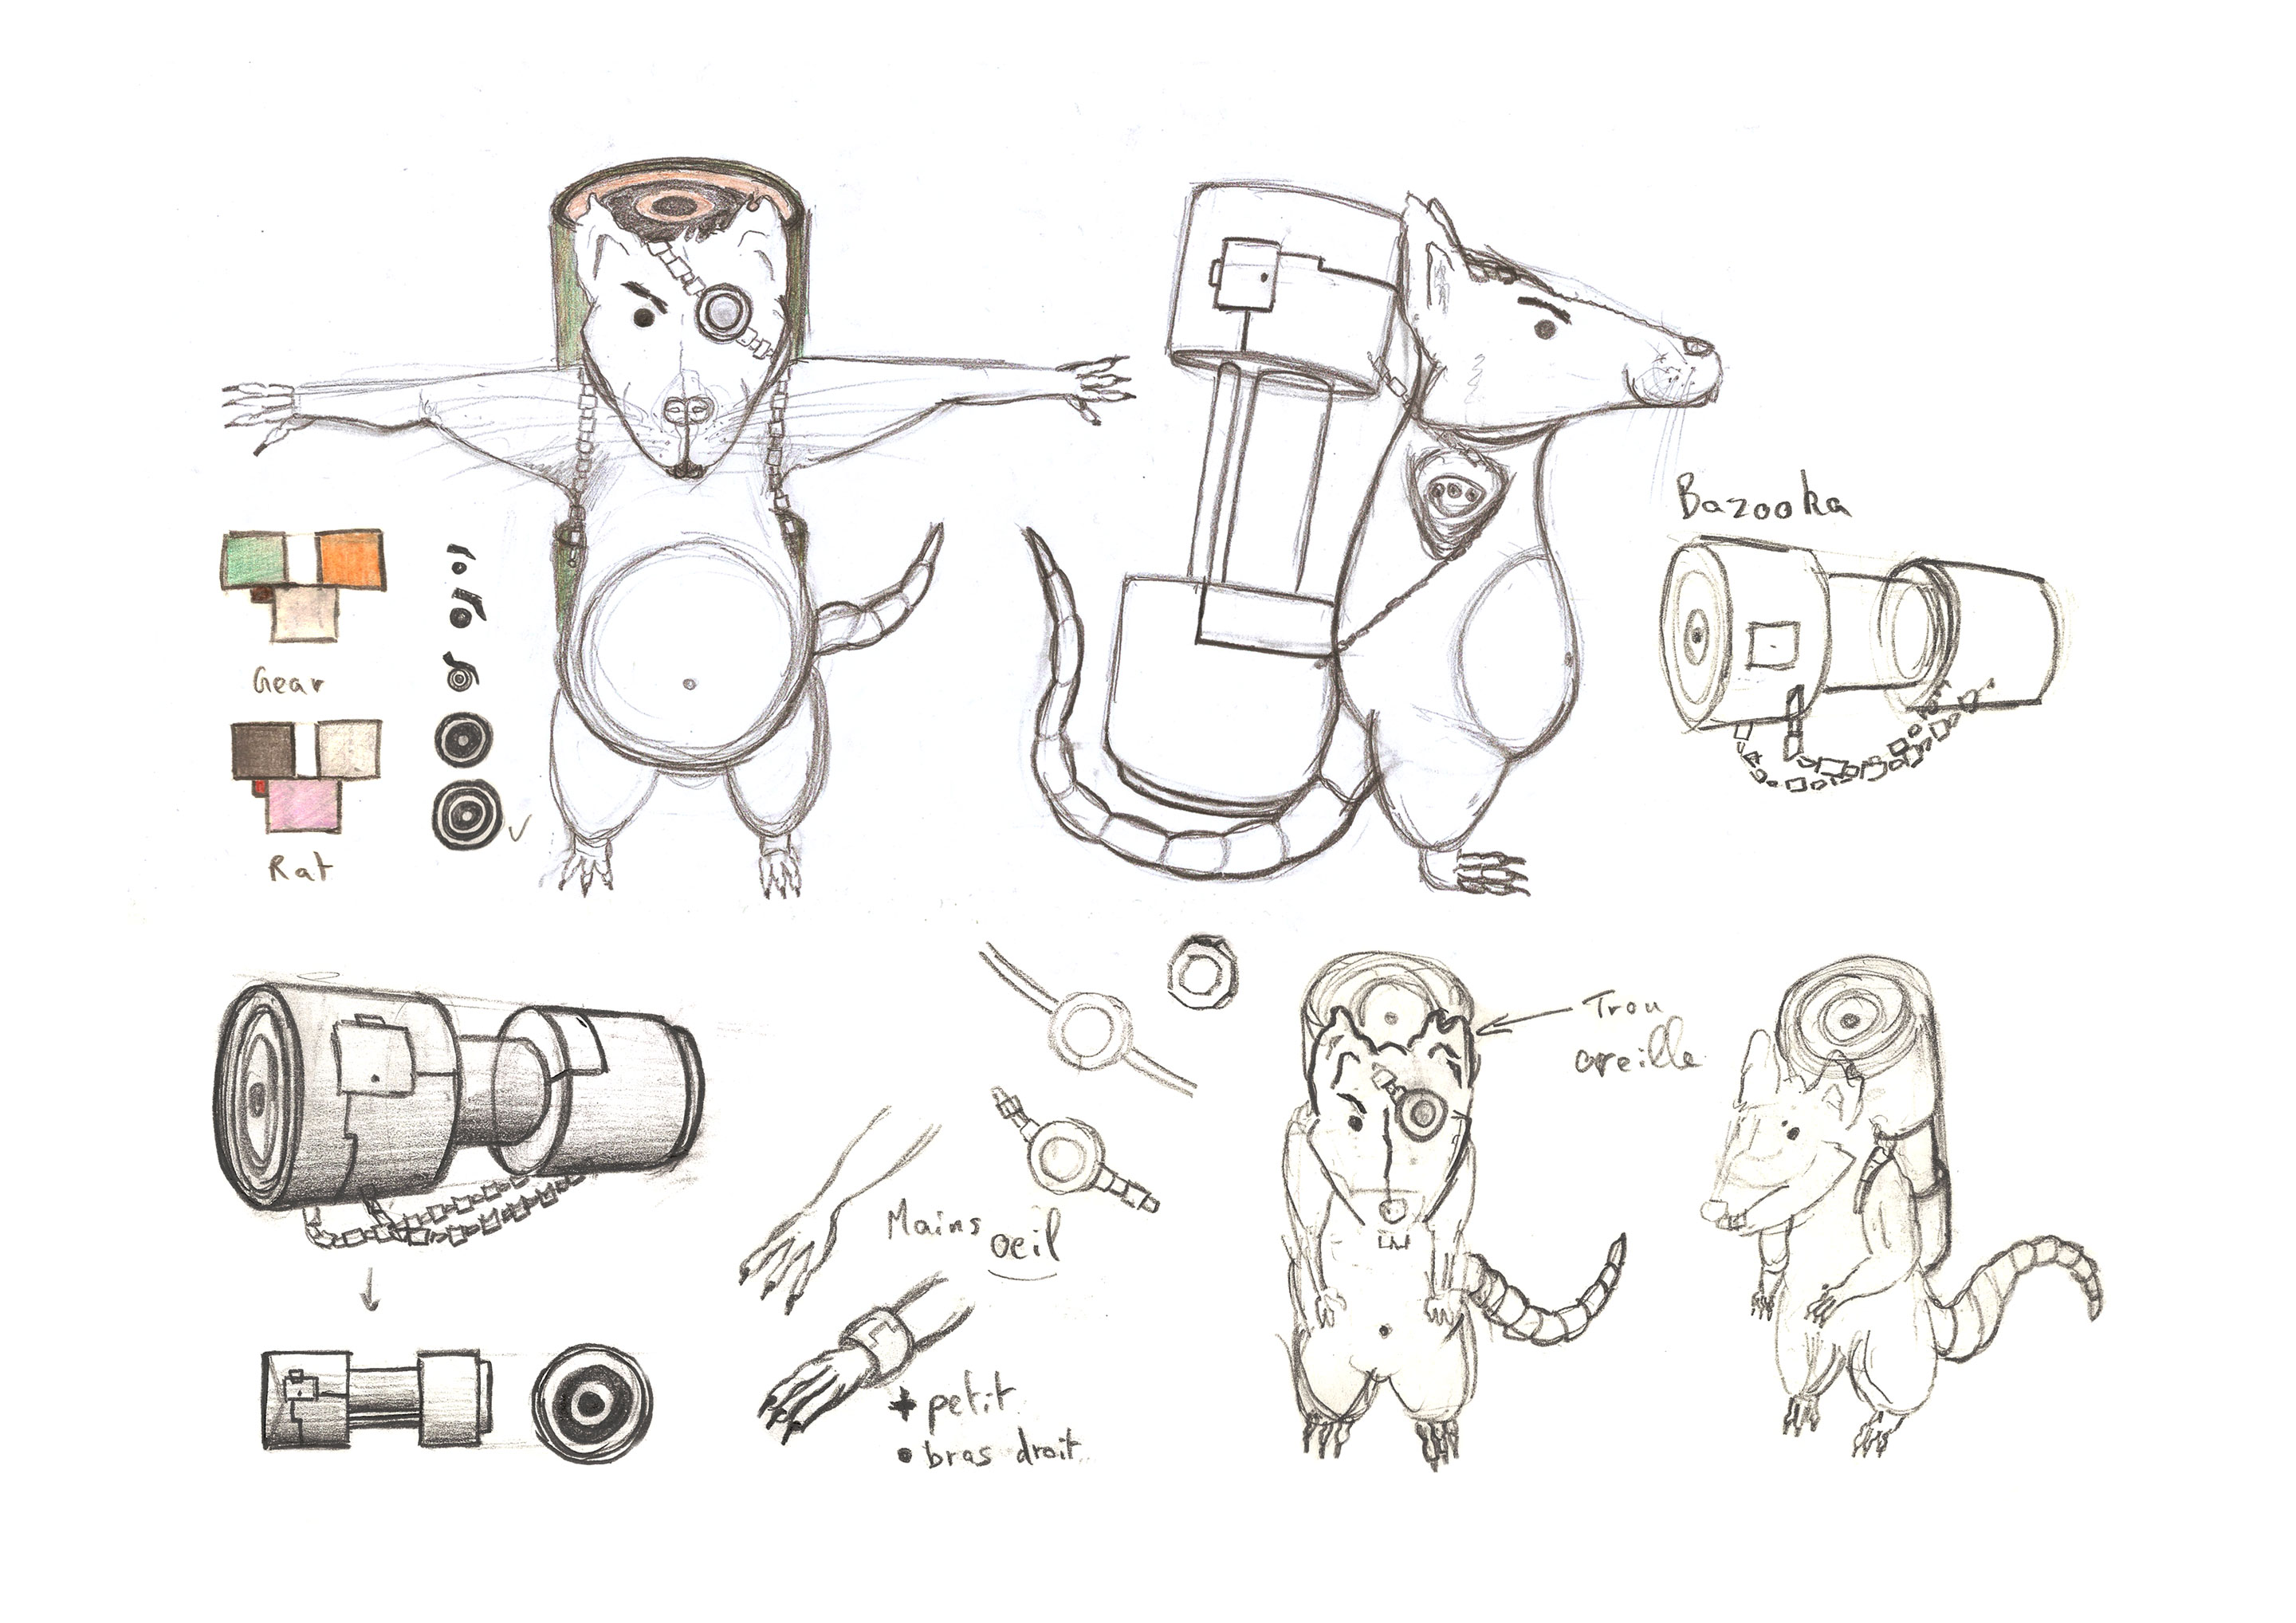 Bazooka
Gear
Rat
Trou
oreille
Mains
oeil
+ petit
• bras droit